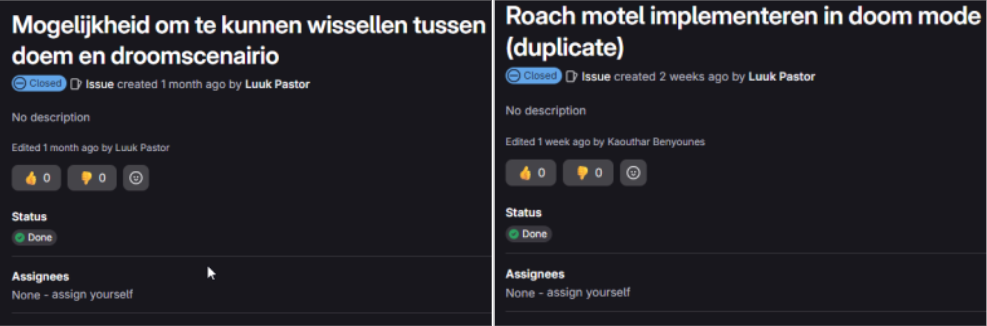 Mogelijkheid om te kunnen wissellen tussen
doem en droomscenairio
Closed Issue created 1 month ago by Luuk Pastor
No description
Edited 1 month ago by Luuk Pastor
0 0
Status
Done
Assignees
None - assign yourself
Roach motel implementeren in doom mode
(duplicate)
Closed Issue created 2 weeks ago by Luuk Pastor
No description
Edited 1 week ago by Kaouthar Benyounes
0 0
Status
Done
Assignees
None - assign yourself